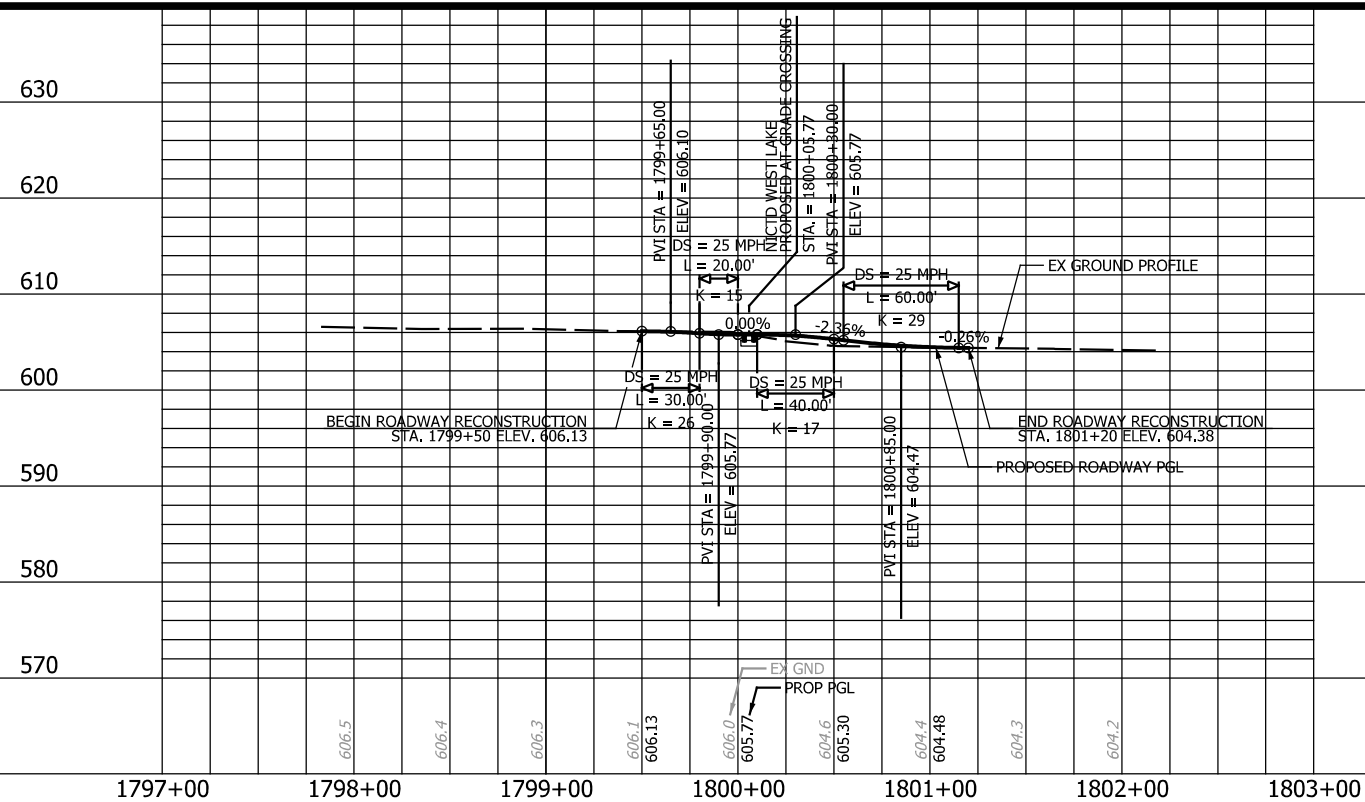 630
620
610
600
590
580
570
PVI STA = 1799+65.00
ELEV = 606.10
NICTD WEST LAKE
PROPOSED AT-GRADE CROSSING
STA. = 1800+05.77
PVI STA = 1800+30.00
ELEV = 605.77
DS = 25 MPH
L = 20.00'
K = 15
DS = 25 MPH
L = 60.00'
K = 29
EX GROUND PROFILE
0.00%
-2.36%
-0.26%
DS = 25 MPH
L = 30.00'
K = 26
DS = 25 MPH
L = 40.00'
K = 17
BEGIN ROADWAY RECONSTRUCTION
STA. 1799+50 ELEV. 606.13
END ROADWAY RECONSTRUCTION
STA. 1801+20 ELEV. 604.38
PROPOSED ROADWAY PGL
PVI STA = 1799+90.00
ELEV = 605.77
PVI STA = 1800+85.00
ELEV = 604.47
EX GND
PROP PGL
606.5
606.4
606.3
606.1
606.13
606.0
605.77
604.6
605.30
604.4
604.48
604.3
604.2
1797+00
1798+00
1799+00
1800+00
1801+00
1802+00
1803+00